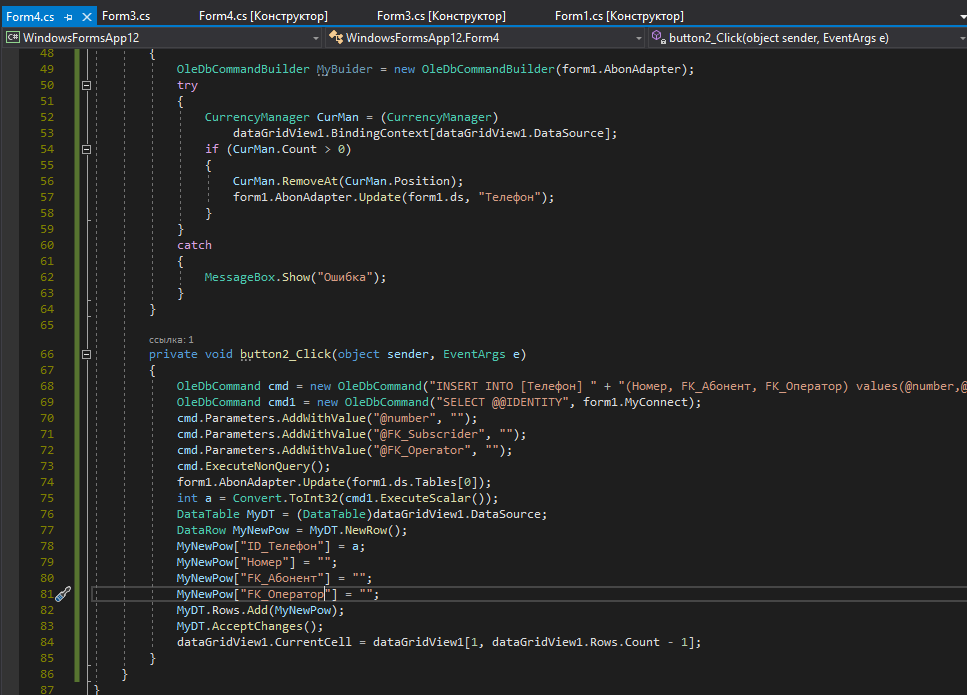 Form4.cs Form3.cs Form4.cs [Конструктор] Form3.cs [Конструктор] Form1.cs [Конструктор]
C# WindowsFormsApp12 WindowsFormsApp12.Form4 button2_Click(object sender, EventArgs e)
48 {
49 OleDbCommandBuilder MyBuider = new OleDbCommandBuilder(form1.AbonAdapter);
50 try
51 {
52 CurrencyManager CurMan = (CurrencyManager)
53 dataGridView1.BindingContext[dataGridView1.DataSource];
54 if (CurMan.Count > 0)
55 {
56 CurMan.RemoveAt(CurMan.Position);
57 form1.AbonAdapter.Update(form1.ds, "Телефон");
58 }
59 }
60 catch
61 {
62 MessageBox.Show("Ошибка");
63 }
64 }
65
ссылка: 1
66 private void button2_Click(object sender, EventArgs e)
67 {
68 OleDbCommand cmd = new OleDbCommand("INSERT INTO [Телефон] " + "(Номер, FK_Абонент, FK_Оператор) values(@number,@
69 OleDbCommand cmd1 = new OleDbCommand("SELECT @@IDENTITY", form1.MyConnect);
70 cmd.Parameters.AddWithValue("@number", "");
71 cmd.Parameters.AddWithValue("@FK_Subscrider", "");
72 cmd.Parameters.AddWithValue("@FK_Operator", "");
73 cmd.ExecuteNonQuery();
74 form1.AbonAdapter.Update(form1.ds.Tables[0]);
75 int a = Convert.ToInt32(cmd1.ExecuteScalar());
76 DataTable MyDT = (DataTable)dataGridView1.DataSource;
77 DataRow MyNewPow = MyDT.NewRow();
78 MyNewPow["ID_Телефон"] = a;
79 MyNewPow["Номер"] = "";
80 MyNewPow["FK_Абонент"] = "";
81 MyNewPow["FK_Оператор"] = "";
82 MyDT.Rows.Add(MyNewPow);
83 MyDT.AcceptChanges();
84 dataGridView1.CurrentCell = dataGridView1[1, dataGridView1.Rows.Count - 1];
85 }
86 }
87 }